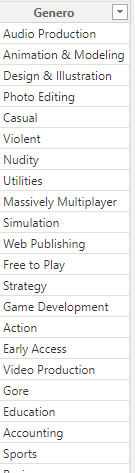 Genero
Audio Production
Animation & Modeling
Design & Illustration
Photo Editing
Casual
Violent
Nudity
Utilities
Massively Multiplayer
Simulation
Web Publishing
Free to Play
Strategy
Game Development
Action
Early Access
Video Production
Gore
Education
Accounting
Sports